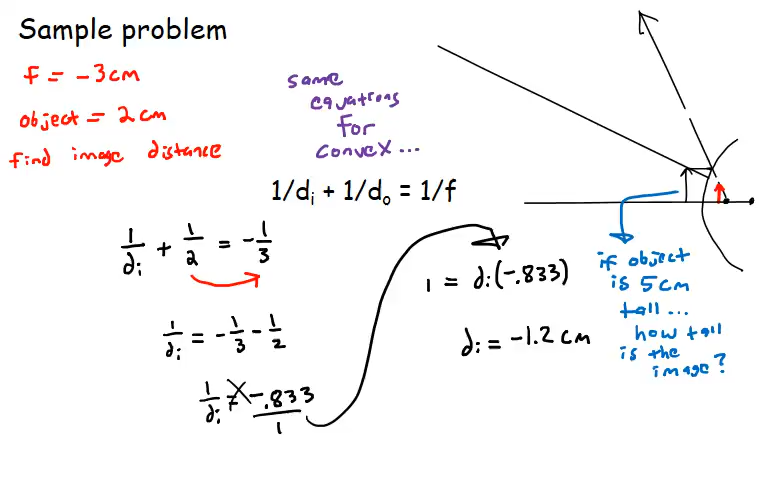 Sample problem
f = -3cm
object = 2cm
find image distance
same
equations
for
convex ...
1/dᵢ + 1/dₒ = 1/f
1/di + 1/2 = -1/3
1/di = -1/3 - 1/2
1/di = -.833/1
1 = di(-.833)
di = -1.2 cm
if object
is 5cm
tall ...
how tall
is the
image?